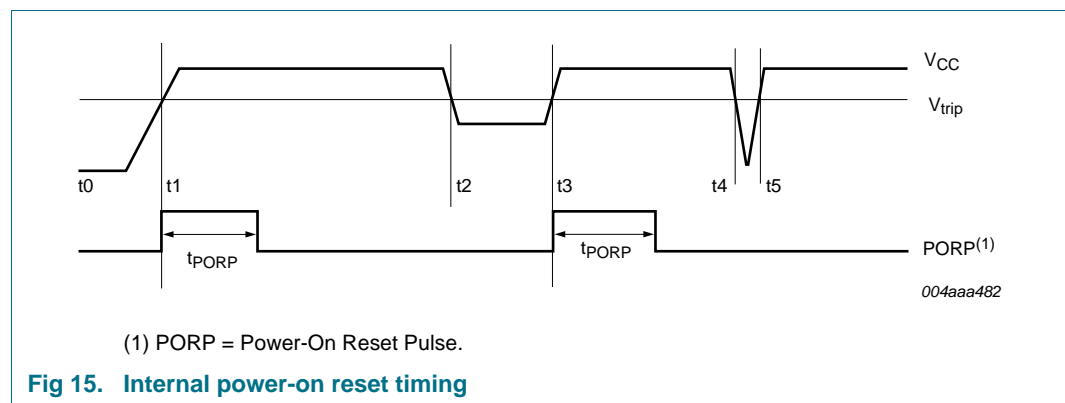 VCC
Vtrip
t0 t1 t2 t3 t4 t5
tPORP tPORP PORP(1)
004aaa482
(1) PORP = Power-On Reset Pulse.
Fig 15. Internal power-on reset timing